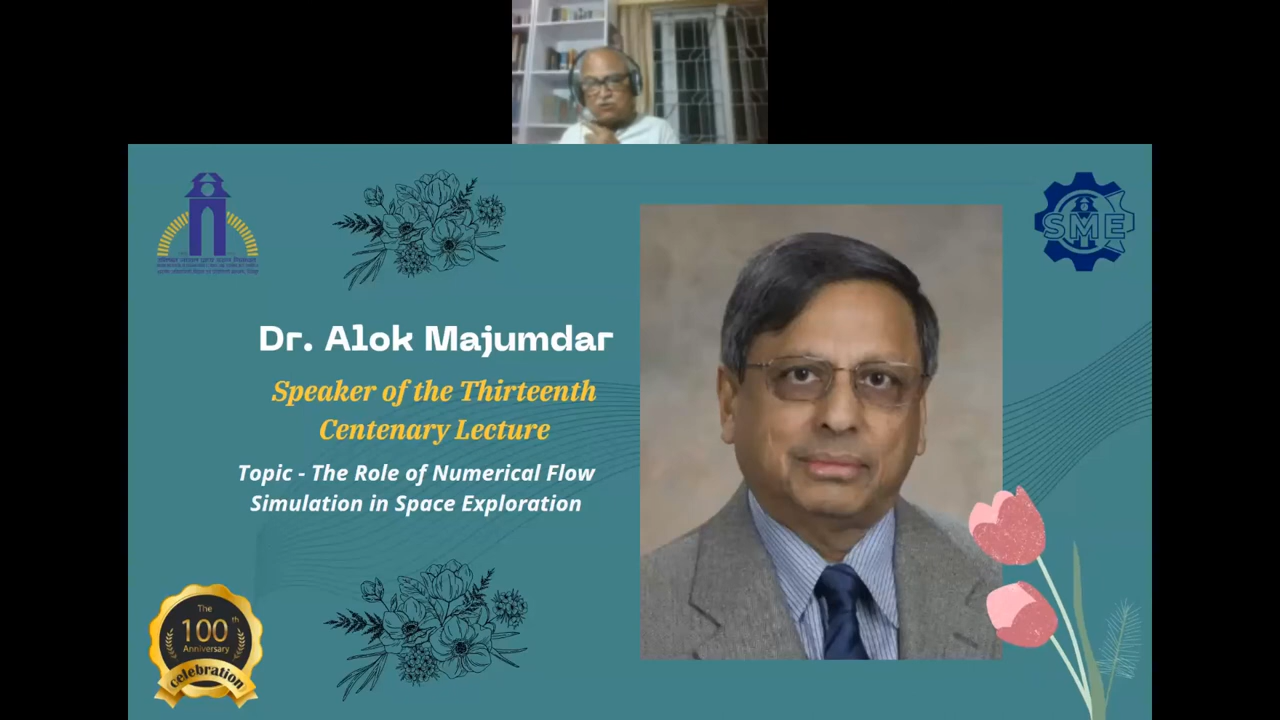 SME
Dr. Alok Majumdar
Speaker of the Thirteenth
Centenary Lecture
Topic - The Role of Numerical Flow
Simulation in Space Exploration
The
100th
Anniversary
celebration